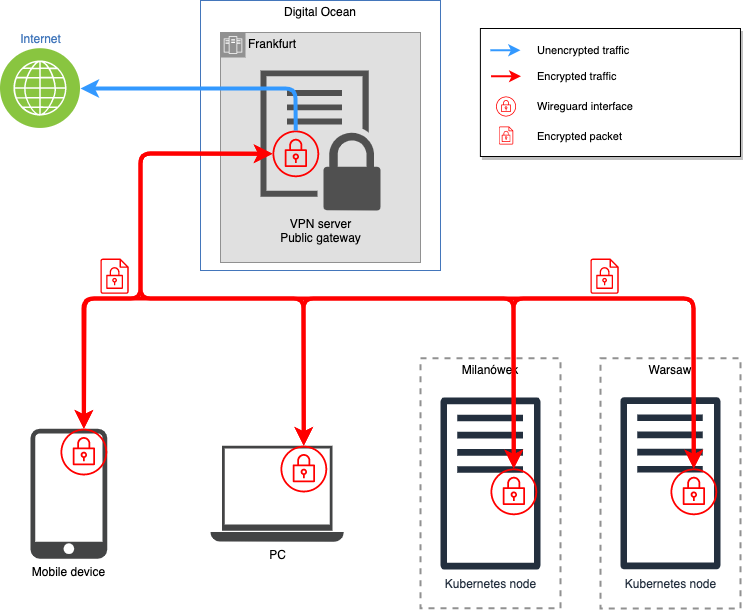 Digital Ocean
Internet
Frankfurt
Unencrypted traffic
Encrypted traffic
Wireguard interface
Encrypted packet
VPN server
Public gateway
Milanówek
Warsaw
Mobile device
PC
Kubernetes node
Kubernetes node